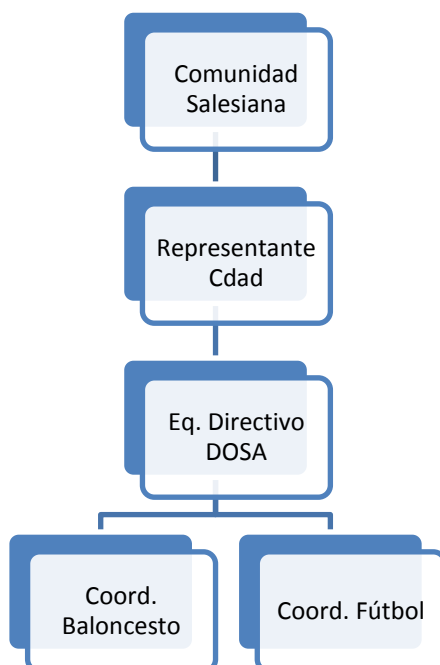 Comunidad
Salesiana
Representante
Cdad
Eq. Directivo
DOSA
Coord.
Baloncesto
Coord. Fútbol